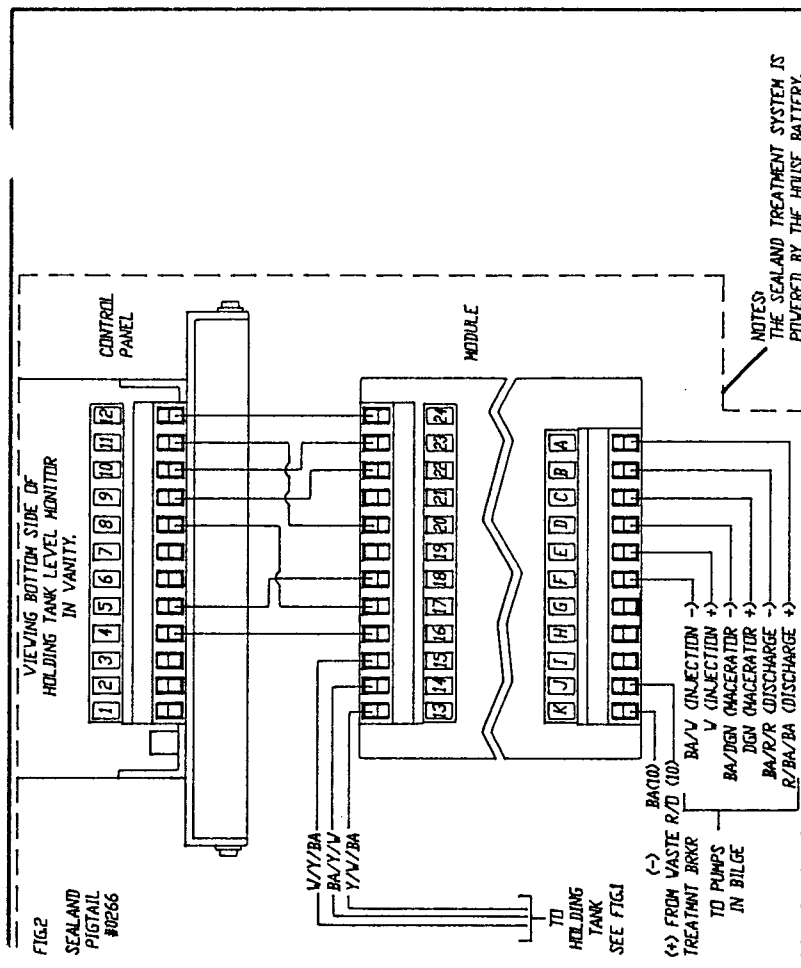 FIG.2
SEALAND
PIGTAIL
#0266
VIEWING BOTTOM SIDE OF
HOLDING TANK LEVEL MONITOR
IN VANITY.
CONTROL
PANEL
1 2 3 4 5 6 7 8 9 10 11 12
MODULE
13 14 15 16 17 18 19 20 21 22 23 24
K J I H G F E D C B A
W/Y/BA
BA/Y/W
Y/W/BA
TO
HOLDING
TANK
SEE FIG.1
BA(10)
(-)
(+) FROM WASTE R/O (10)
TREATMNT BRKR
BA/W (INJECTION -)
W (INJECTION +)
BA/DGN (MACERATOR -)
DGN (MACERATOR +)
BA/R/R (DISCHARGE -)
R/BA/BA (DISCHARGE +)
TO PUMPS
IN BILGE
NOTES:
THE SEALAND TREATMENT SYSTEM IS
POWERED BY THE HOUSE BATTERY.